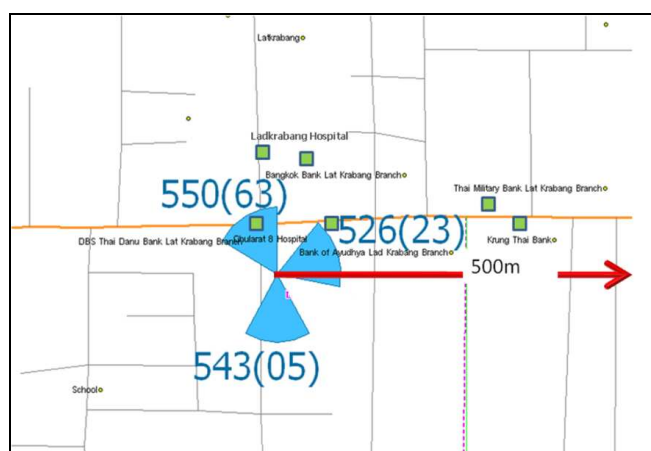 Latkrabang
Ladkrabang Hospital
Bangkok Bank Lat Krabang Branch
550(63)
Thai Military Bank Lat Krabang Branch
526(23)
DBS Thai Danu Bank Lat Krabang Branch
Chularat 8 Hospital
Krung Thai Bank
Bank of Ayudhya Lad Krabang Branch
500m
t.
543(05)
School